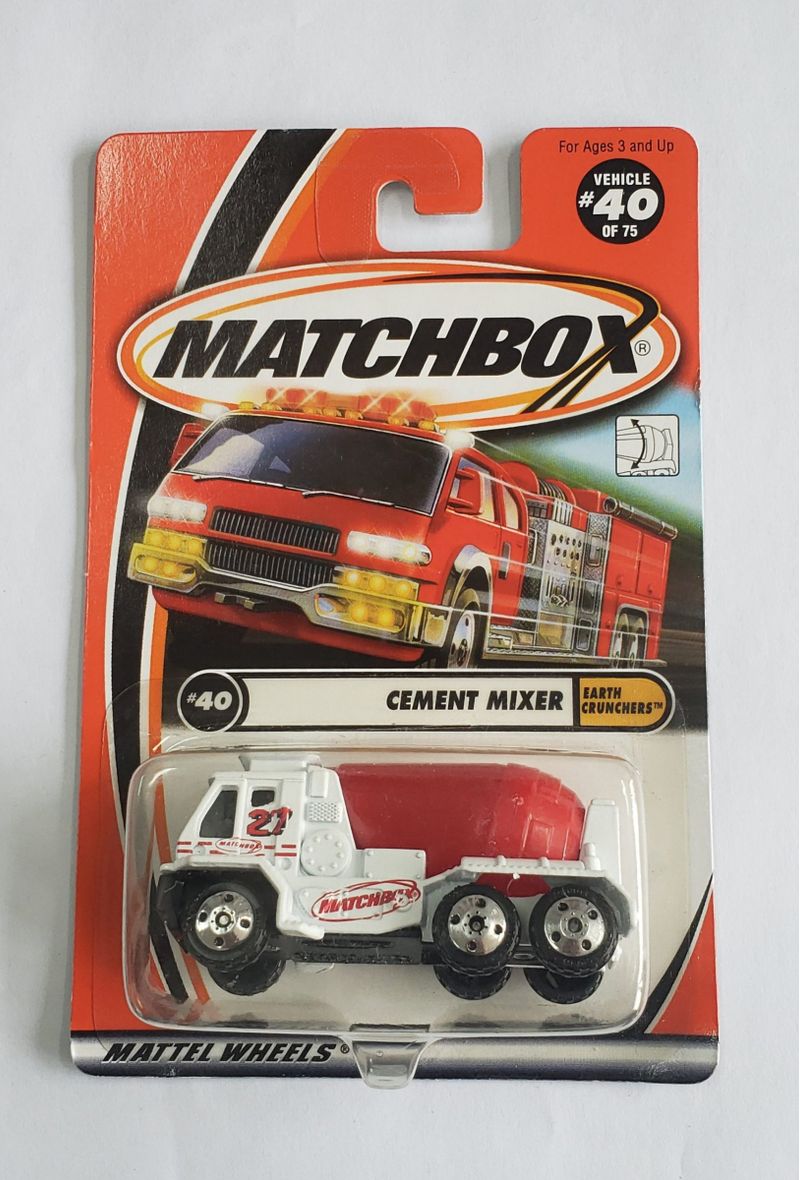 For Ages 3 and Up
VEHICLE
#40
OF 75
MATCHBOX®
#40
CEMENT MIXER
EARTH
CRUNCHERS™
27
MATCHBOX
MATCHBOX
MATTEL WHEELS®